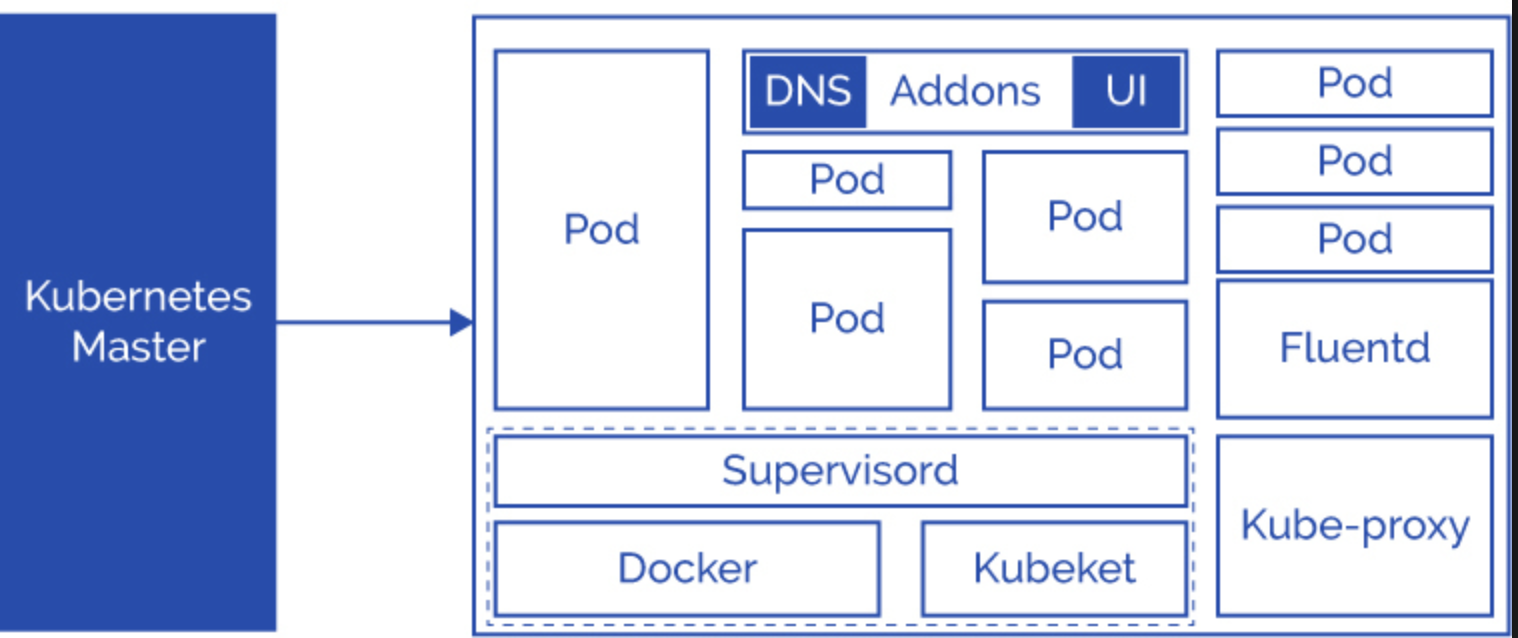 Kubernetes
Master
Pod
DNS Addons UI
Pod
Pod
Pod
Pod
Pod
Pod
Pod
Fluentd
Supervisord
Docker
Kubeket
Kube-proxy